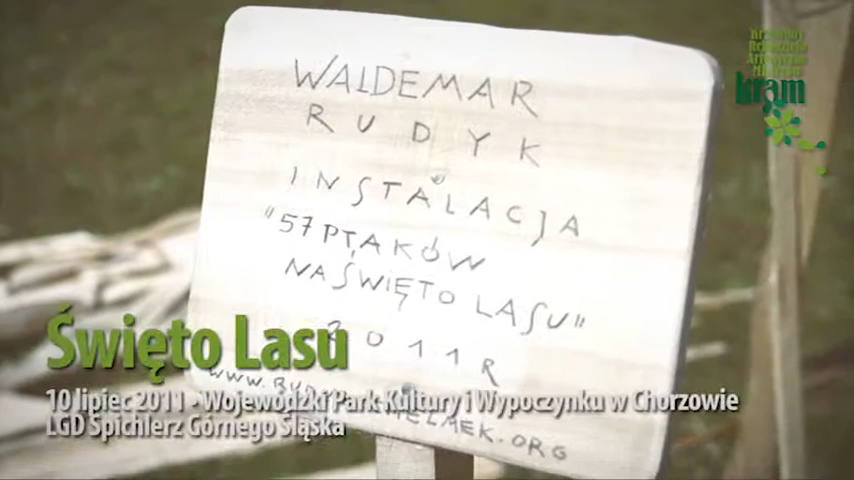 WALDEMAR
RUDYK
INSTALACJA
"57 PTAKÓW
NA ŚWIĘTO LASU"
2011R
kram
Święto Lasu
10 lipiec 2011 - Wojewódzki Park Kultury i Wypoczynku w Chorzowie
LGD Spichlerz Górnego Śląska